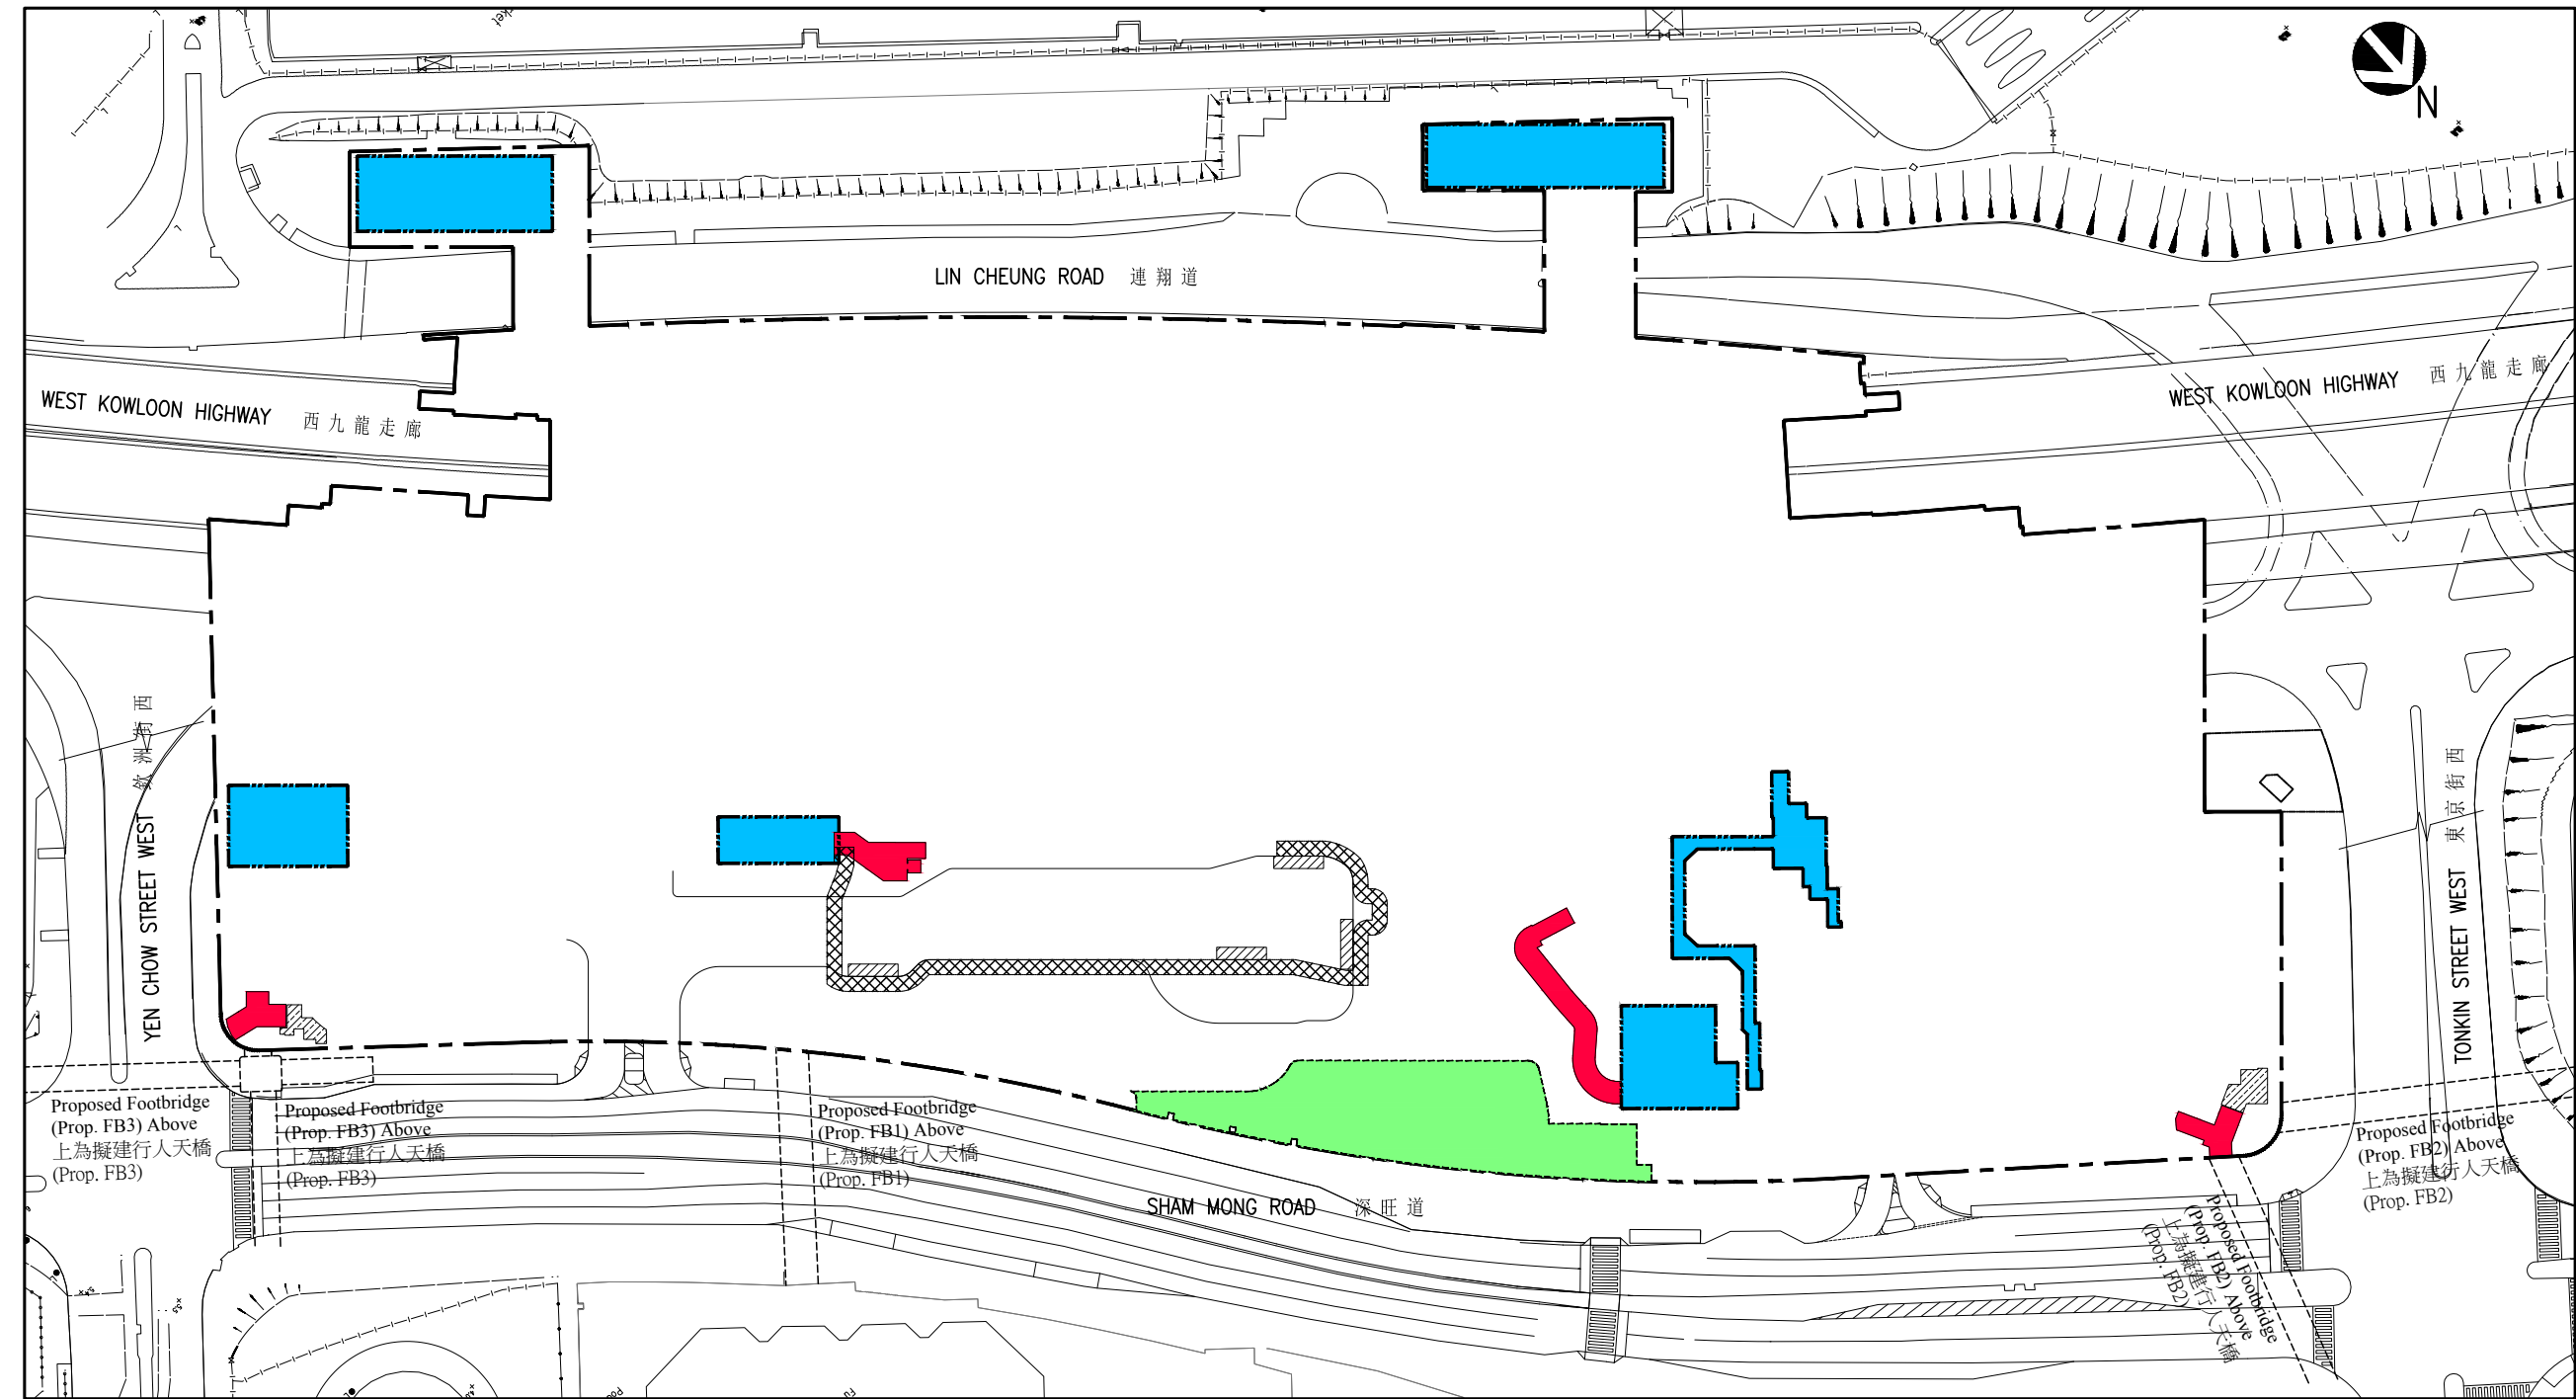 N
LIN CHEUNG ROAD 連翔道
WEST KOWLOON HIGHWAY 西九龍走廊
WEST KOWLOON HIGHWAY 西九龍走廊
YEN CHOW STREET WEST 欽洲街西
TONKIN STREET WEST 東京街西
Proposed Footbridge
(Prop. FB3) Above
上為擬建行人天橋
(Prop. FB3)
Proposed Footbridge
(Prop. FB3) Above
上為擬建行人天橋
(Prop. FB3)
Proposed Footbridge
(Prop. FB1) Above
上為擬建行人天橋
(Prop. FB1)
Proposed Footbridge
(Prop. FB2) Above
上為擬建行人天橋
(Prop. FB2)
SHAM MONG ROAD 深旺道
Proposed Footbridge
(Prop. FB2) Above
上為擬建行人天橋
(Prop. FB2)